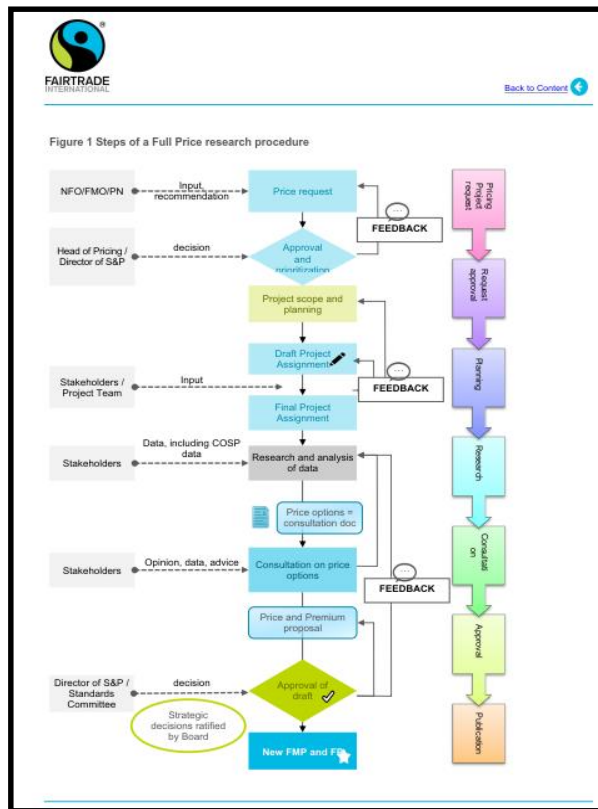 FAIRTRADE
INTERNATIONAL
Back to Content
Figure 1 Steps of a Full Price research procedure
NFO/FMO/PN
Input,
recommendation
Price request
FEEDBACK
Head of Pricing /
Director of S&P
decision
Approval
and
prioritization
Project scope and
planning
Draft Project
Assignment
FEEDBACK
Stakeholders /
Project Team
Input
Final Project
Assignment
Stakeholders
Data, including COSP
data
Research and analysis
of data
Price options =
consultation doc
Stakeholders
Opinion, data, advice
Consultation on price
options
FEEDBACK
Price and Premium
proposal
Director of S&P /
Standards
Committee
decision
Approval of
draft
Strategic
decisions ratified
by Board
New FMP and FP
Pricing
Project
request
Request
approval
Planning
Research
Consultati
on
Approval
Publication